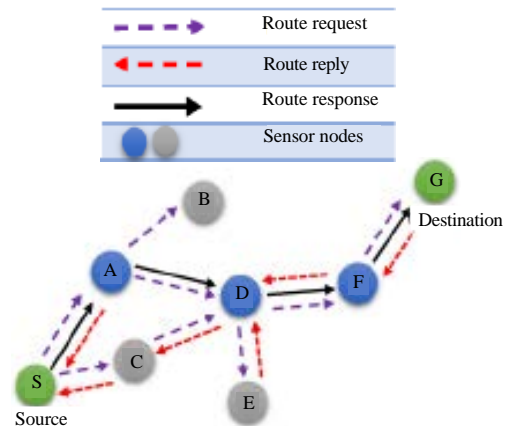 Route request
Route reply
Route response
Sensor nodes
G
B
Destination
A
F
D
C
S
E
Source